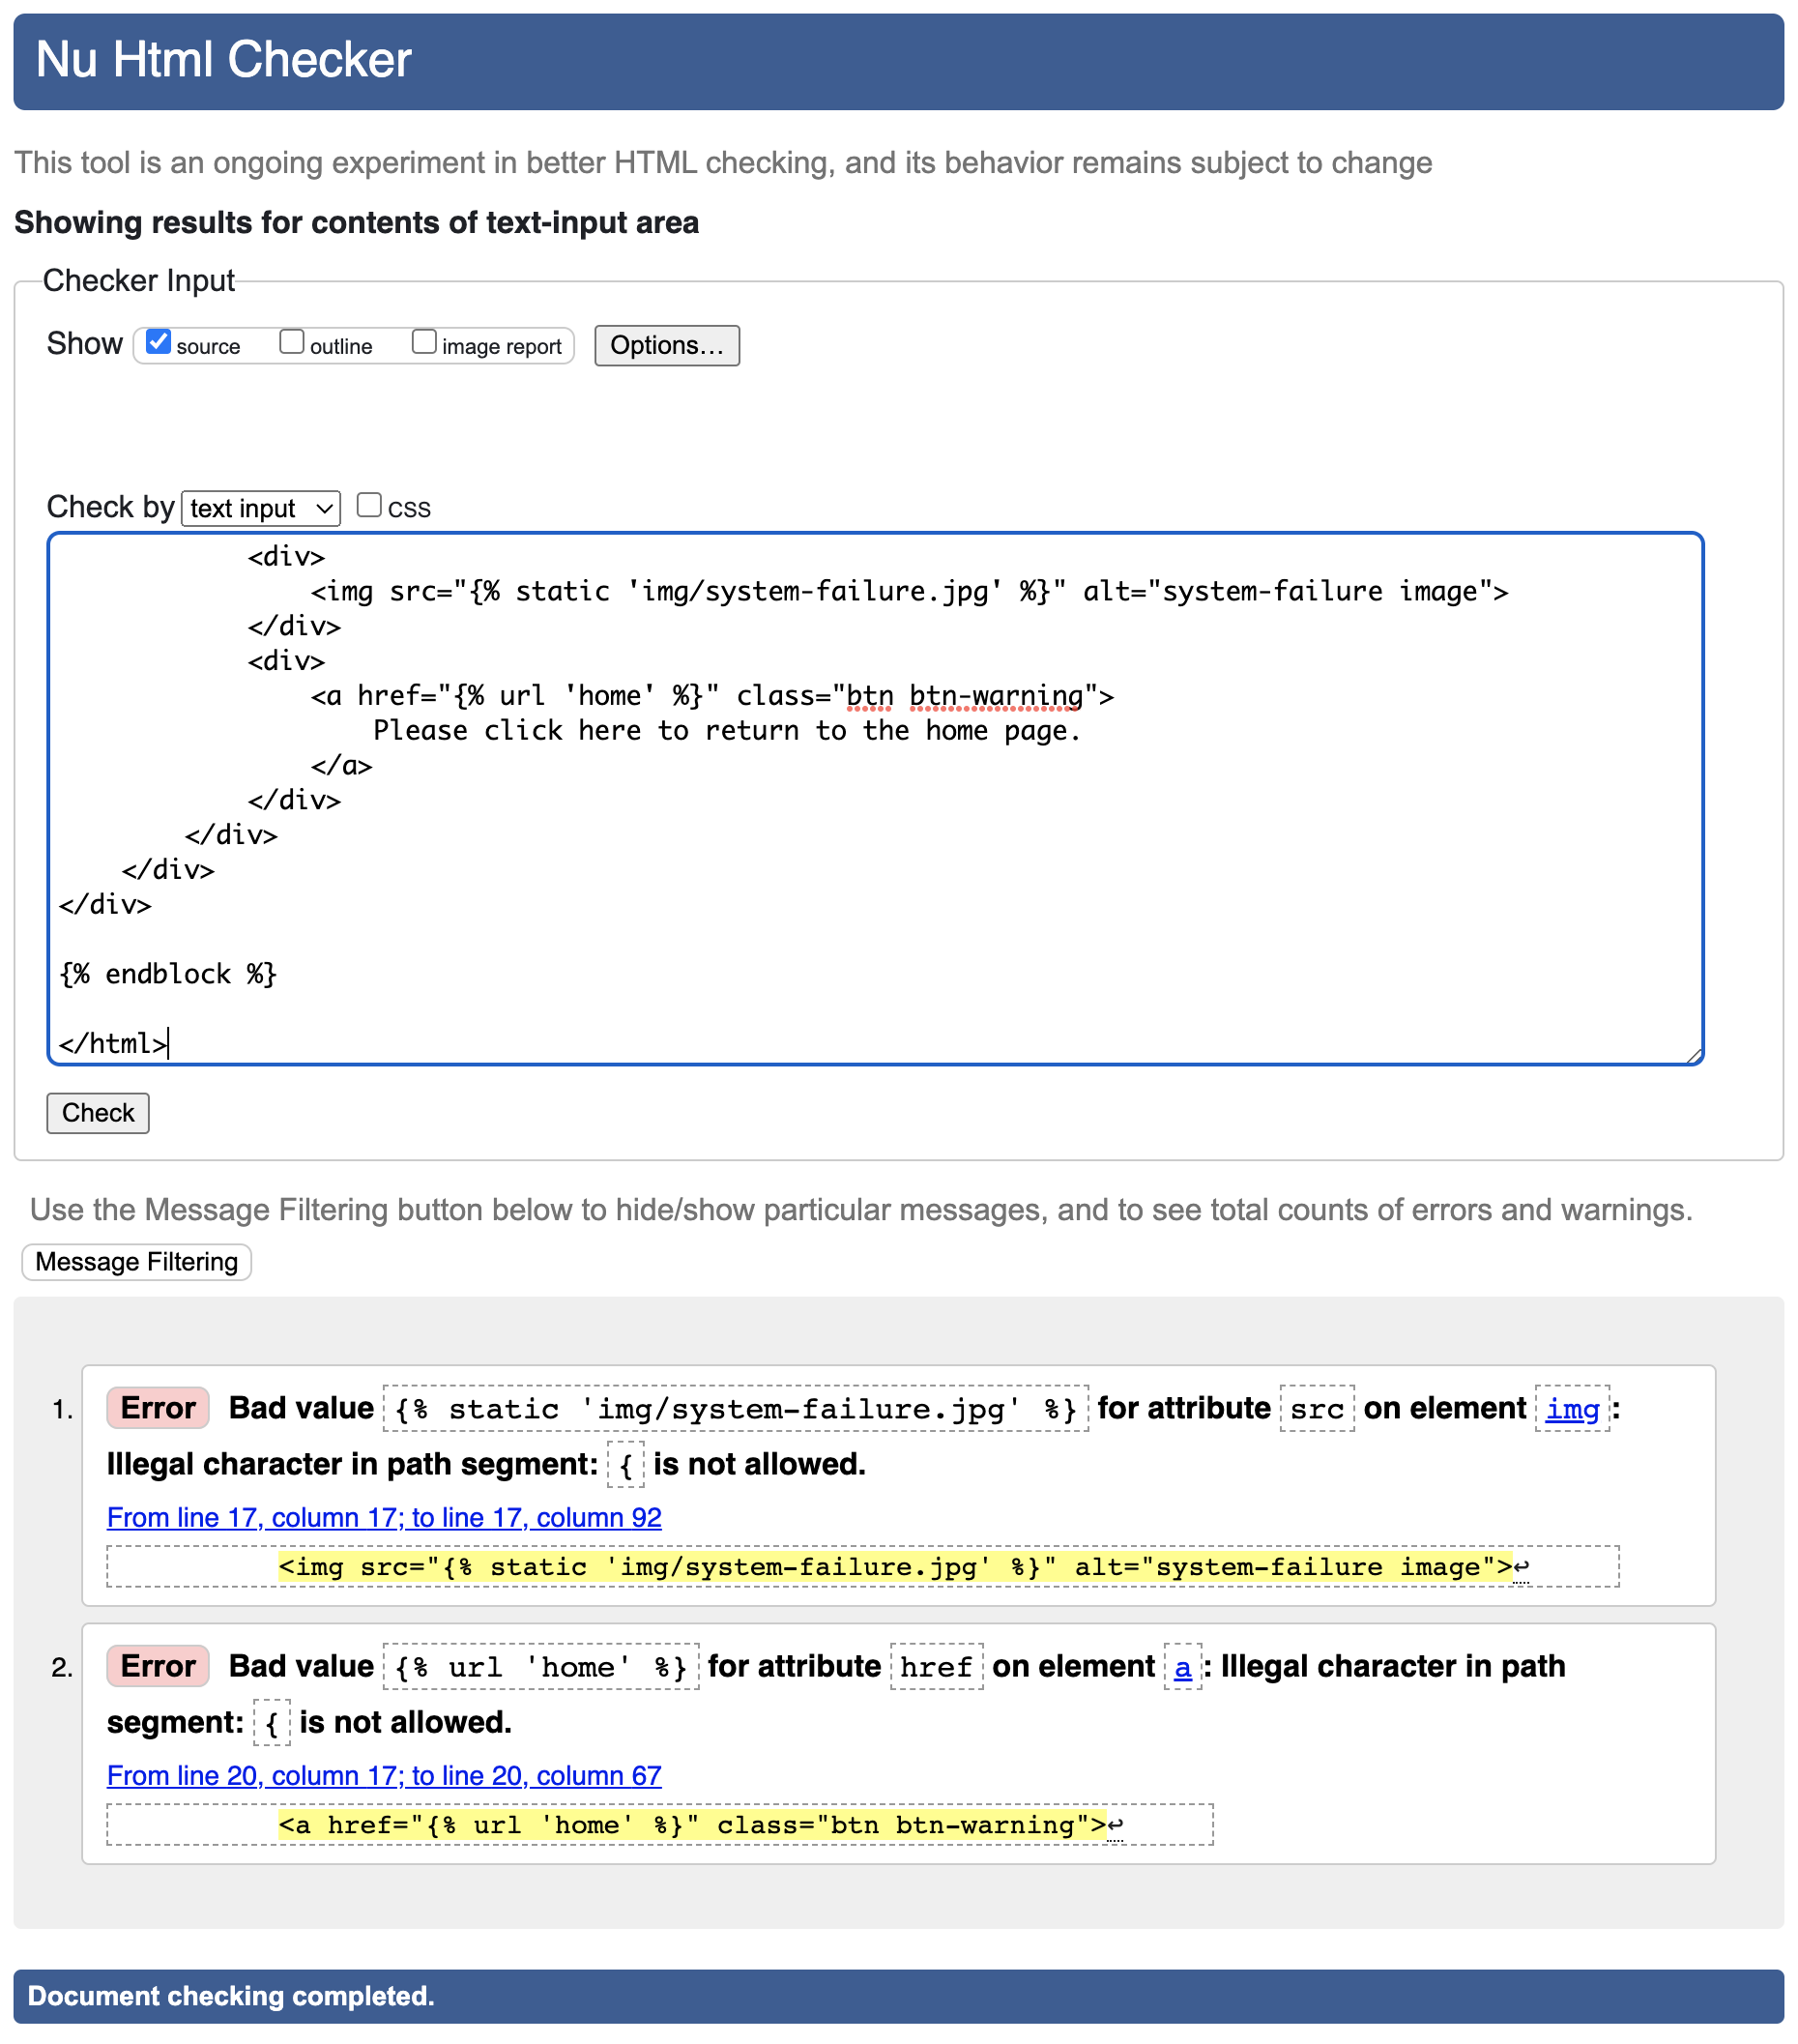 Nu Html Checker
This tool is an ongoing experiment in better HTML checking, and its behavior remains subject to change
Showing results for contents of text-input area
Checker Input
Show source outline image report Options...
Check by text input CSS
<div>
<img src="{% static 'img/system-failure.jpg' %}" alt="system-failure image">
</div>
<div>
<a href="{% url 'home' %}" class="btn btn-warning">
Please click here to return to the home page.
</a>
</div>
</div>
</div>
</div>
{% endblock %}
</html>
Check
Use the Message Filtering button below to hide/show particular messages, and to see total counts of errors and warnings.
Message Filtering
1. Error Bad value {% static 'img/system-failure.jpg' %} for attribute src on element img:
Illegal character in path segment: { is not allowed.
From line 17, column 17; to line 17, column 92
<img src="{% static 'img/system-failure.jpg' %}" alt="system-failure image">↩
2. Error Bad value {% url 'home' %} for attribute href on element a: Illegal character in path
segment: { is not allowed.
From line 20, column 17; to line 20, column 67
<a href="{% url 'home' %}" class="btn btn-warning">↩
Document checking completed.